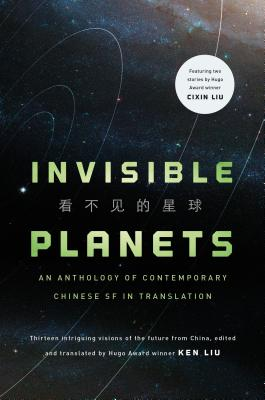 Featuring two
stories by Hugo
Award winner
CIXIN LIU
INVISIBLE
看不见的星球
PLANETS
AN ANTHOLOGY OF CONTEMPORARY
CHINESE SF IN TRANSLATION
Thirteen intriguing visions of the future from China, edited
and translated by Hugo Award winner KEN LIU